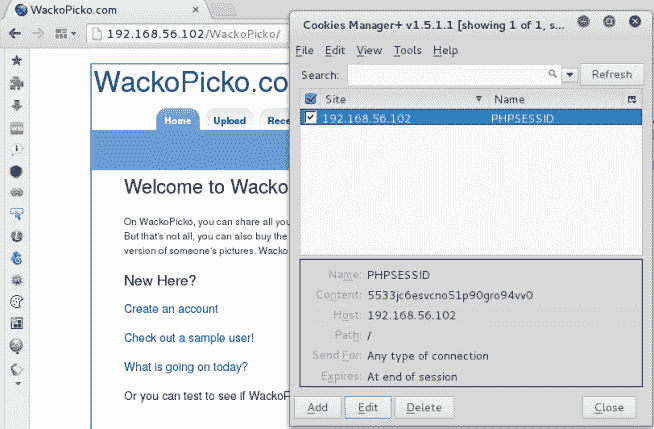 WackoPicko.com
192.168.56.102/WackoPicko/
WackoPicko.co
Home Upload Rece
Welcome to Wacko
On WackoPicko, you can share all you
But that's not all, you can also buy the
version of someone's pictures. Wacko
New Here?
Create an account
Check out a sample user!
What is going on today?
Or you can test to see if WackoP
Cookies Manager+ v1.5.1.1 [showing 1 of 1, s...
File Edit View Tools Help
Search: Refresh
Site Name
192.168.56.102 PHPSESSID
Name: PHPSESSID
Content: 5533jc6esvcno51p90gro94vv0
Host: 192.168.56.102
Path: /
Send For: Any type of connection
Expires: At end of session
Add Edit Delete Close